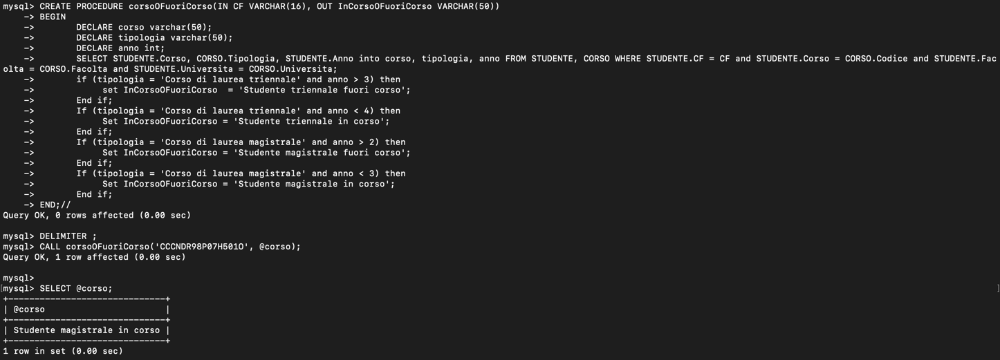 mysql> CREATE PROCEDURE corsoOFuoriCorso(IN CF VARCHAR(16), OUT InCorsoOFuoriCorso VARCHAR(50))
    -> BEGIN
    ->        DECLARE corso varchar(50);
    ->        DECLARE tipologia varchar(50);
    ->        DECLARE anno int;
    ->        SELECT STUDENTE.Corso, CORSO.Tipologia, STUDENTE.Anno into corso, tipologia, anno FROM STUDENTE, CORSO WHERE STUDENTE.CF = CF and STUDENTE.Corso = CORSO.Codice and STUDENTE.Fac
olta = CORSO.Facolta and STUDENTE.Universita = CORSO.Universita;
    ->        if (tipologia = 'Corso di laurea triennale' and anno > 3) then
    ->             set InCorsoOFuoriCorso  = 'Studente triennale fuori corso';
    ->        End if;
    ->        If (tipologia = 'Corso di laurea triennale' and anno < 4) then
    ->             Set InCorsoOFuoriCorso = 'Studente triennale in corso';
    ->        End if;
    ->        If (tipologia = 'Corso di laurea magistrale' and anno > 2) then
    ->             Set InCorsoOFuoriCorso = 'Studente magistrale fuori corso';
    ->        End if;
    ->        If (tipologia = 'Corso di laurea magistrale' and anno < 3) then
    ->             Set InCorsoOFuoriCorso = 'Studente magistrale in corso';
    ->        End if;
    -> END;//
Query OK, 0 rows affected (0.00 sec)

mysql> DELIMITER ;
mysql> CALL corsoOFuoriCorso('CCCNDR98P07H501O', @corso);
Query OK, 1 row affected (0.00 sec)

mysql>
[mysql> SELECT @corso; ]
+------------------------------+
| @corso                       |
+------------------------------+
| Studente magistrale in corso |
+------------------------------+
1 row in set (0.00 sec)